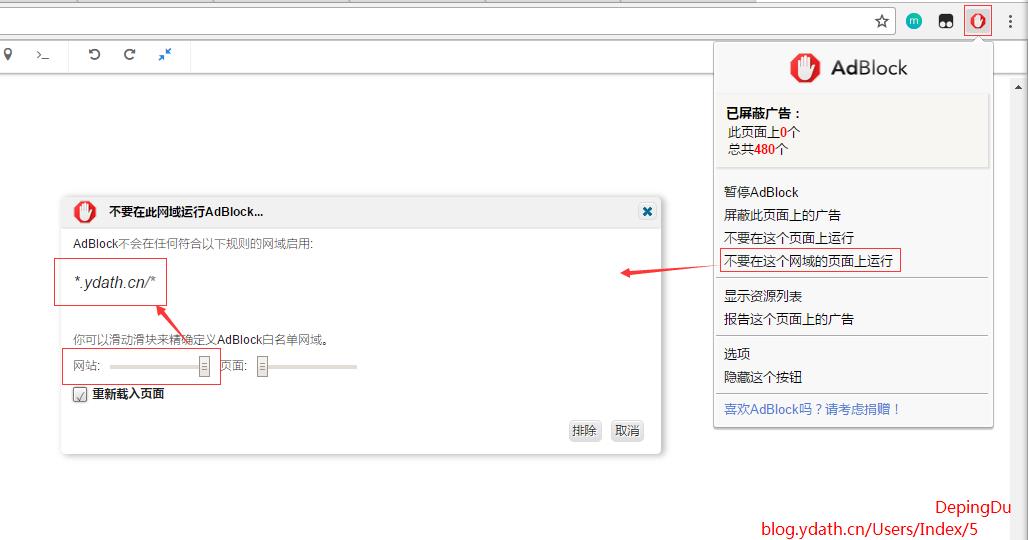 AdBlock
已屏蔽广告：
此页面上0个
总共480个
暂停AdBlock
屏蔽此页面上的广告
不要在这个页面上运行
不要在这个网域的页面上运行
显示资源列表
报告这个页面上的广告
选项
隐藏这个按钮
喜欢AdBlock吗？请考虑捐赠！
不要在此网域运行AdBlock...
AdBlock不会在任何符合以下规则的网域启用:
*.ydath.cn/*
你可以滑动滑块来精确定义AdBlock白名单网域。
网站: 页面:
重新载入页面
排除 取消
DepingDu
blog.ydath.cn/Users/Index/5